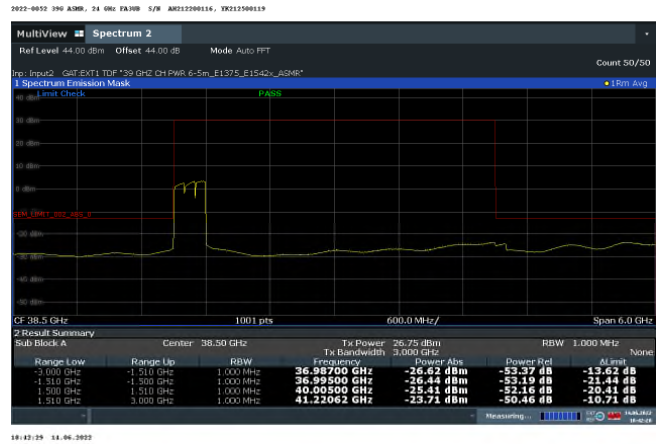 2022-0052 39G ASMR, 24 GHz FA3UB S/N AH212200116, YK212500119
MultiView Spectrum 2
Ref Level 44.00 dBm Offset 44.00 dB Mode Auto FFT
Count 50/50
Inp: Input2 GAT:EXT1 TDF "39 GHZ CH PWR 6-5m_E1375_E1542x_ASMR"
1 Spectrum Emission Mask 1Rm Avg
40 dBm Limit Check PASS
30 dBm
20 dBm
10 dBm
0 dBm
-20 dBm
-30 dBm
-40 dBm
-50 dBm
CF 38.5 GHz 1001 pts 600.0 MHz/ Span 6.0 GHz
2 Result Summary
Sub Block A Center 38.50 GHz Tx Power 26.75 dBm RBW 1.000 MHz
Tx Bandwidth 3.000 GHz None
Range Low Range Up RBW Frequency Power Abs Power Rel ΔLimit
-3.000 GHz -1.510 GHz 1.000 MHz 36.98700 GHz -26.62 dBm -53.37 dB -13.62 dB
-1.510 GHz -1.500 GHz 1.000 MHz 36.99500 GHz -26.44 dBm -53.19 dB -21.44 dB
1.500 GHz 1.510 GHz 1.000 MHz 40.00500 GHz -25.41 dBm -52.16 dB -20.41 dB
1.510 GHz 3.000 GHz 1.000 MHz 41.22062 GHz -23.71 dBm -50.46 dB -10.71 dB
Measuring... 14.06.2022
18:42:28
18:42:29 14.06.2022